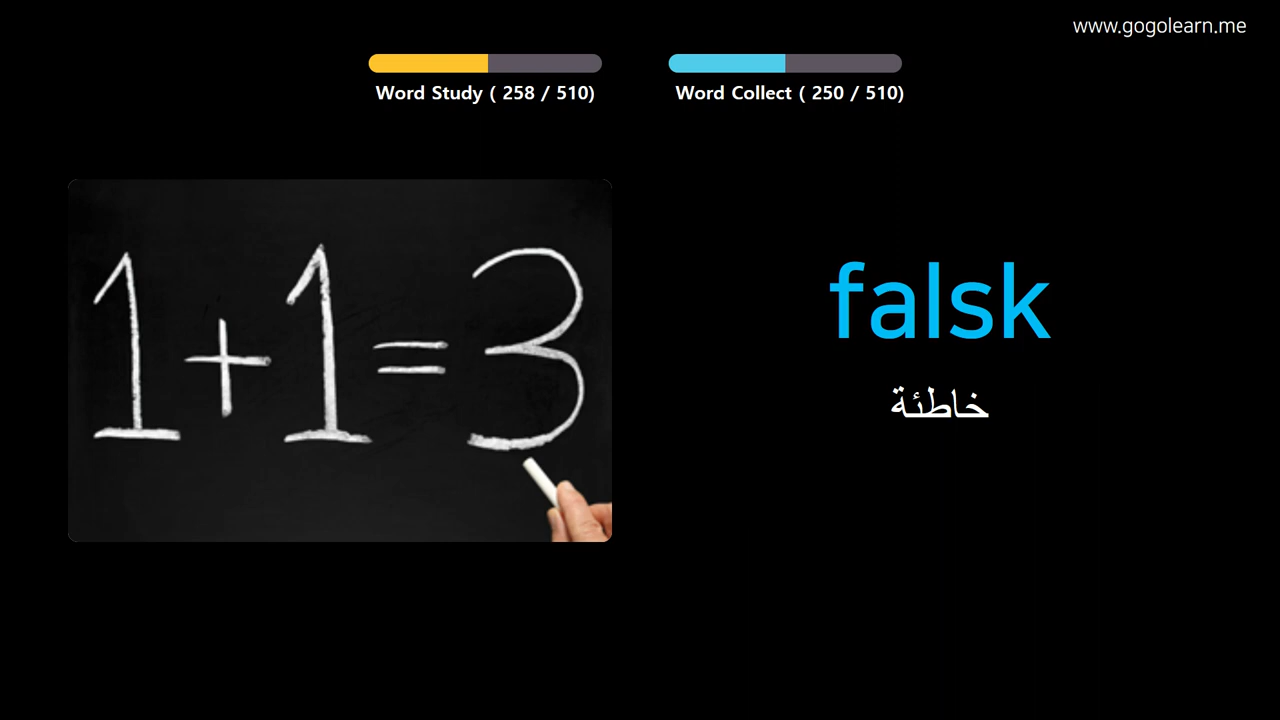 www.gogolearn.me
Word Study ( 258 / 510)
Word Collect ( 250 / 510)
1+1=3
falsk
خاطئة